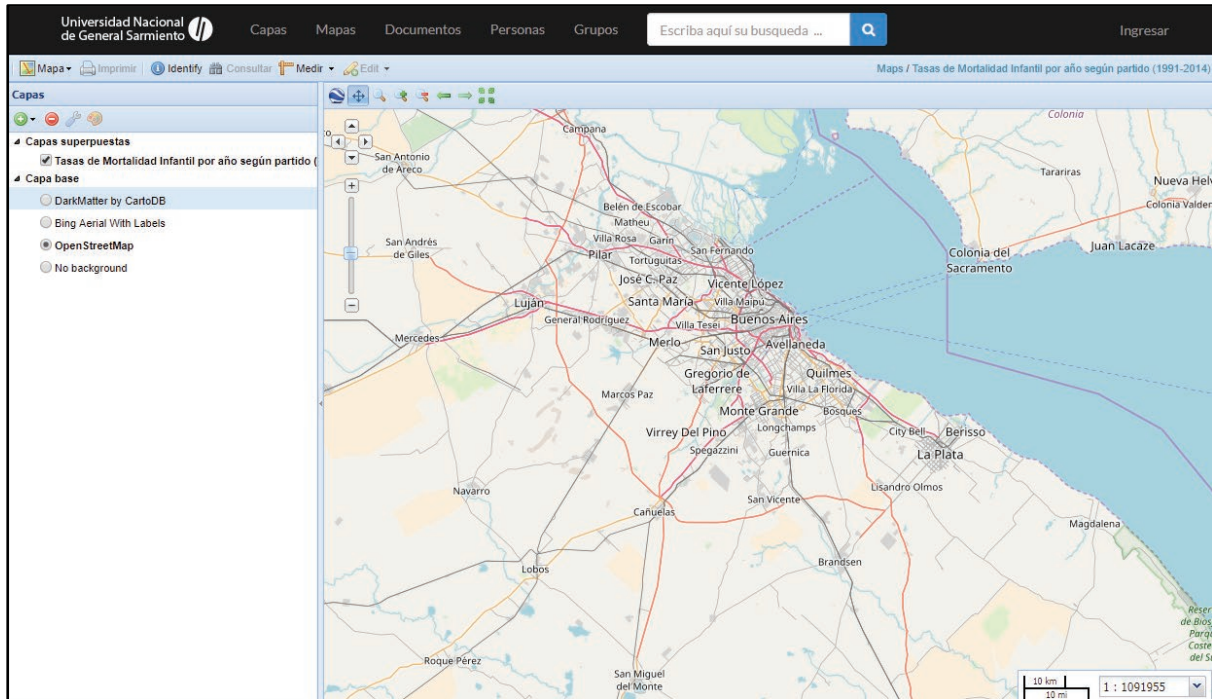 Universidad Nacional
de General Sarmiento
Capas
Mapas
Documentos
Personas
Grupos
Escriba aquí su busqueda ...
Ingresar
Mapa
Imprimir
Identify
Consultar
Medir
Edit
Maps / Tasas de Mortalidad Infantil por año según partido (1991-2014)
Capas
Capas superpuestas
Tasas de Mortalidad Infantil por año según partido (
Capa base
DarkMatter by CartoDB
Bing Aerial With Labels
OpenStreetMap
No background
Colonia
Campana
San Antonio
de Areco
Tarariras
Nueva Helv
Colonia Valden
Belén de Escobar
Matheu
Villa Rosa
Garín
San Fernando
San Andrés
de Giles
Pilar
Tortuguitas
Colonia del
Sacramento
Juan Lacaze
José C. Paz
Vicente López
Luján
Santa María
Villa Maipú
General Rodríguez
Villa Tesei
Buenos Aires
Mercedes
Merlo
San Justo
Avellaneda
Gregorio de
Laferrere
Quilmes
Villa La Florida
Marcos Paz
Monte Grande
Bosques
Virrey Del Pino
Longchamps
City Bell
Berisso
Spegazzini
Guernica
La Plata
Navarro
San Vicente
Lisandro Olmos
Cañuelas
Magdalena
Brandsen
Lobos
Reser
de Bios
Parqu
Coste
del Su
Roque Pérez
San Miguel
del Monte
10 km
10 mi
1 : 1091955